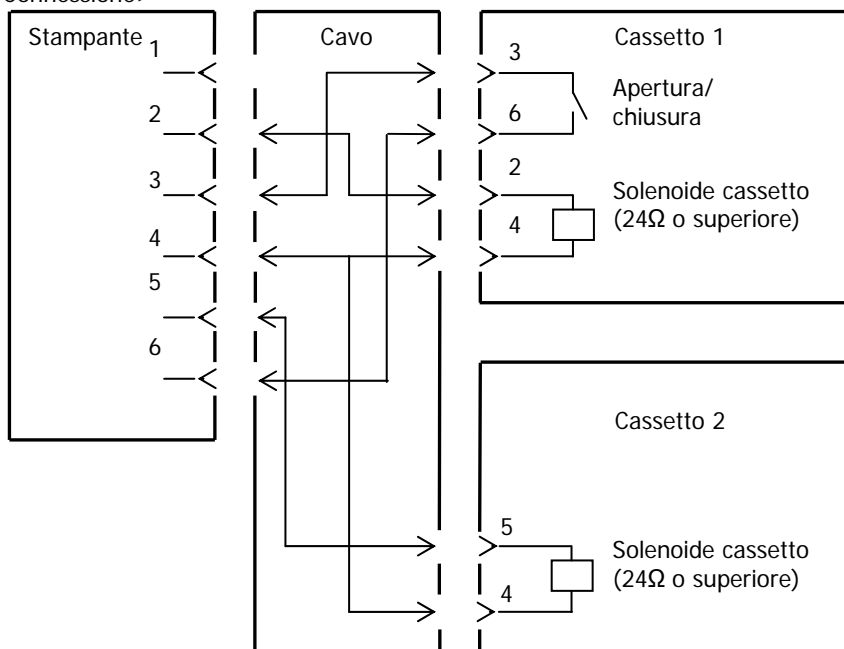 Stampante
Cavo
Cassetto 1
1
2
3
4
5
6
3
6
2
4
Apertura/
chiusura
Solenoide cassetto
(24Ω o superiore)
Cassetto 2
5
4
Solenoide cassetto
(24Ω o superiore)